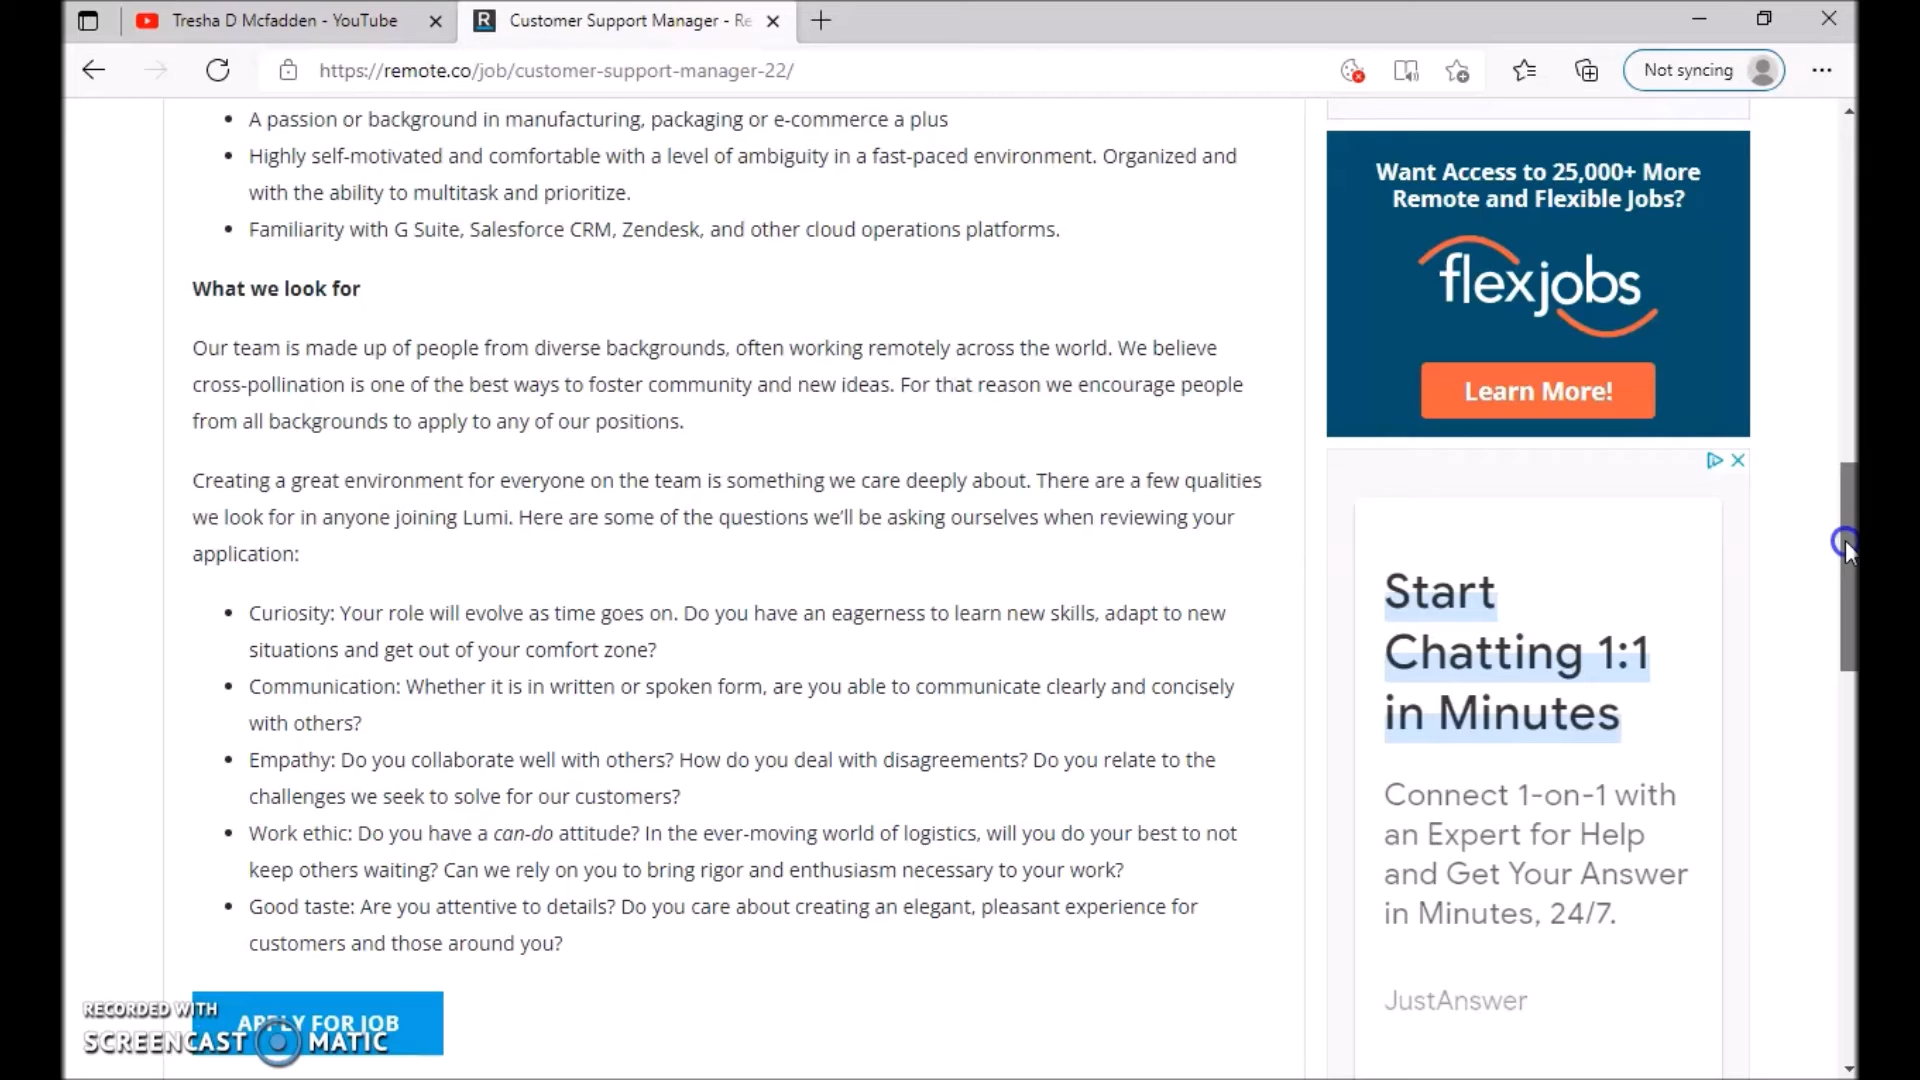 Tresha D Mcfadden - YouTube
Customer Support Manager - Re
https://remote.co/job/customer-support-manager-22/
Not syncing
• A passion or background in manufacturing, packaging or e-commerce a plus
• Highly self-motivated and comfortable with a level of ambiguity in a fast-paced environment. Organized and
with the ability to multitask and prioritize.
• Familiarity with G Suite, Salesforce CRM, Zendesk, and other cloud operations platforms.
What we look for
Our team is made up of people from diverse backgrounds, often working remotely across the world. We believe
cross-pollination is one of the best ways to foster community and new ideas. For that reason we encourage people
from all backgrounds to apply to any of our positions.
Creating a great environment for everyone on the team is something we care deeply about. There are a few qualities
we look for in anyone joining Lumi. Here are some of the questions we'll be asking ourselves when reviewing your
application:
• Curiosity: Your role will evolve as time goes on. Do you have an eagerness to learn new skills, adapt to new
situations and get out of your comfort zone?
• Communication: Whether it is in written or spoken form, are you able to communicate clearly and concisely
with others?
• Empathy: Do you collaborate well with others? How do you deal with disagreements? Do you relate to the
challenges we seek to solve for our customers?
• Work ethic: Do you have a can-do attitude? In the ever-moving world of logistics, will you do your best to not
keep others waiting? Can we rely on you to bring rigor and enthusiasm necessary to your work?
• Good taste: Are you attentive to details? Do you care about creating an elegant, pleasant experience for
customers and those around you?
APPLY FOR JOB
RECORDED WITH
SCREENCAST MATIC
Want Access to 25,000+ More
Remote and Flexible Jobs?
flexjobs
Learn More!
Start
Chatting 1:1
in Minutes
Connect 1-on-1 with
an Expert for Help
and Get Your Answer
in Minutes, 24/7.
JustAnswer